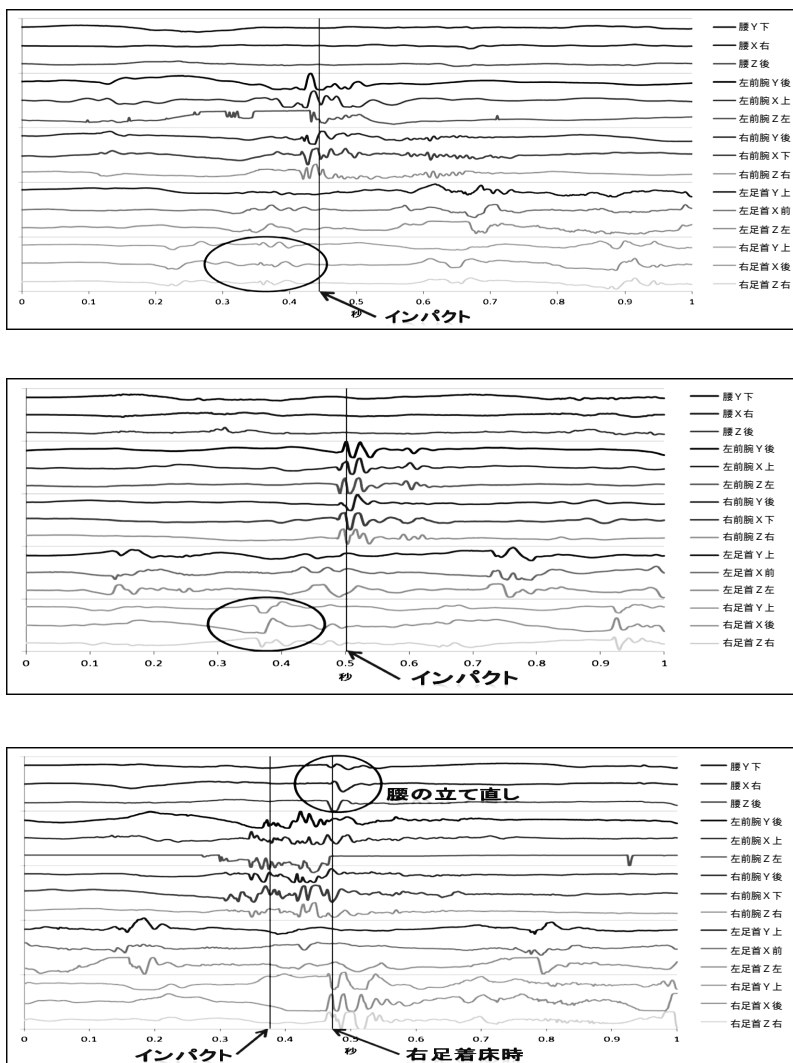 腰Y下
腰X右
腰Z後
左前腕Y後
左前腕X上
左前腕Z左
右前腕Y後
右前腕X下
右前腕Z右
左足首Y上
左足首X前
左足首Z左
右足首Y上
右足首X後
右足首Z右
0 0.1 0.2 0.3 0.4 0.5 0.6 0.7 0.8 0.9 1
秒
インパクト
腰Y下
腰X右
腰Z後
左前腕Y後
左前腕X上
左前腕Z左
右前腕Y後
右前腕X下
右前腕Z右
左足首Y上
左足首X前
左足首Z左
右足首Y上
右足首X後
右足首Z右
0 0.1 0.2 0.3 0.4 0.5 0.6 0.7 0.8 0.9 1
秒
インパクト
腰の立て直し
腰Y下
腰X右
腰Z後
左前腕Y後
左前腕X上
左前腕Z左
右前腕Y後
右前腕X下
右前腕Z右
左足首Y上
左足首X前
左足首Z左
右足首Y上
右足首X後
右足首Z右
0 0.1 0.2 0.3 0.4 0.5 0.6 0.7 0.8 0.9 1
秒
インパクト
右足着床時